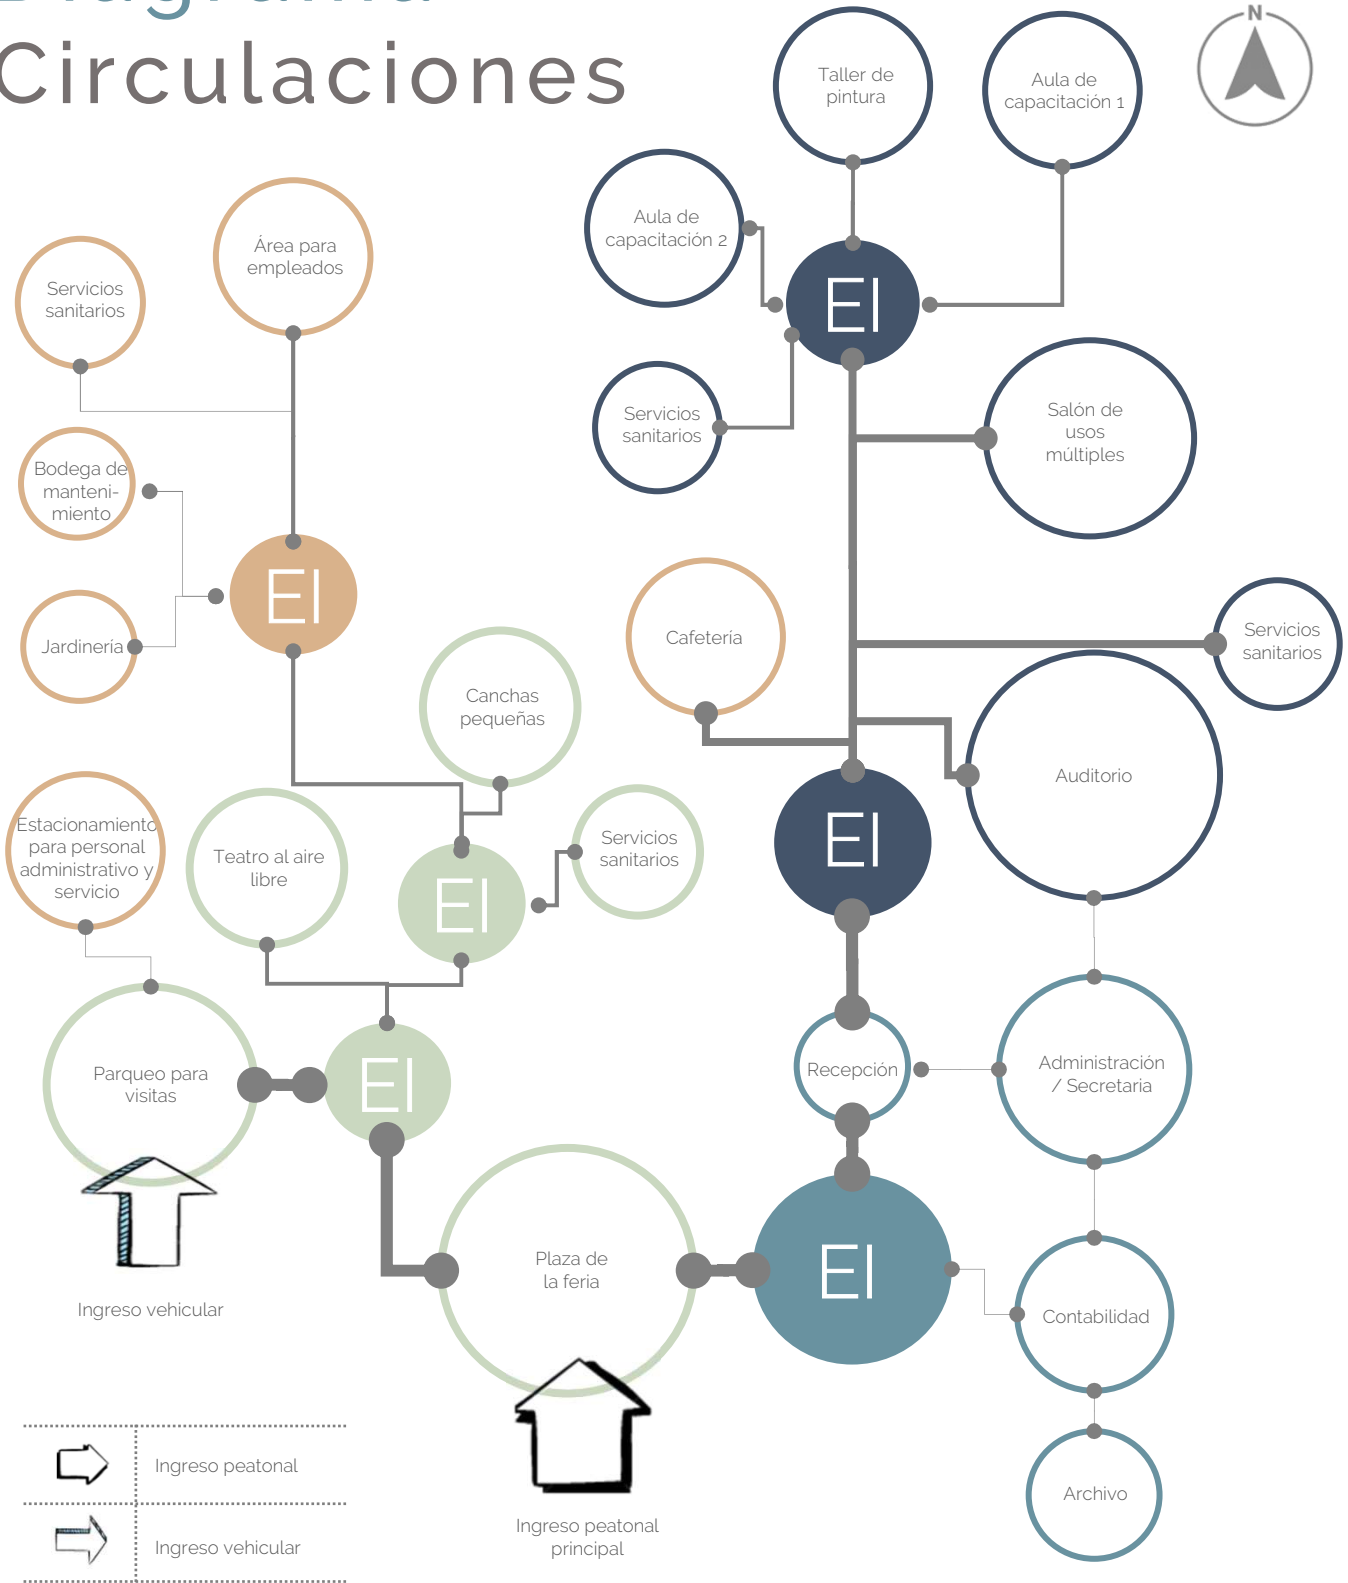 Diagrama
Circulaciones
N
Taller de
pintura
Aula de
capacitación 1
Aula de
capacitación 2
EI
Servicios
sanitarios
Salón de
usos
múltiples
Área para
empleados
Servicios
sanitarios
Bodega de
manteni-
miento
EI
Jardinería
Cafetería
Servicios
sanitarios
Canchas
pequeñas
Auditorio
EI
Estacionamiento
para personal
administrativo y
servicio
Teatro al aire
libre
Servicios
sanitarios
EI
Parqueo para
visitas
EI
Recepción
Administración
/ Secretaria
Plaza de
la feria
EI
Contabilidad
Ingreso vehicular
Archivo
Ingreso peatonal
principal
Ingreso peatonal
Ingreso vehicular